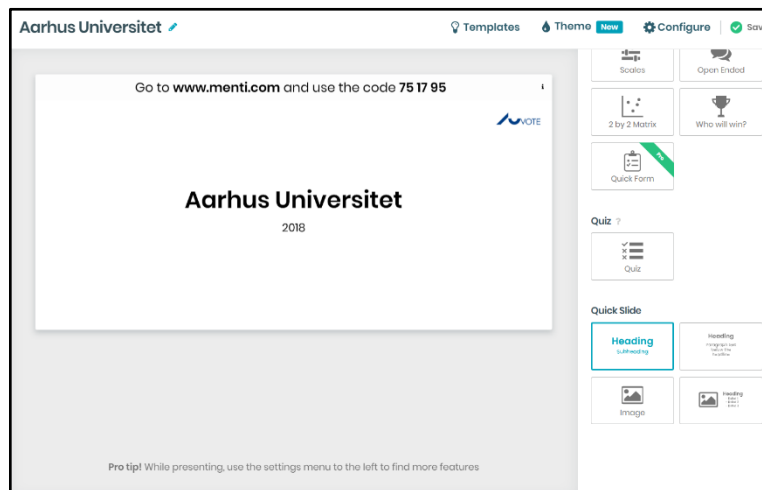 Aarhus Universitet
Templates
Theme New
Configure
Sav
Go to www.menti.com and use the code 75 17 95
VOTE
Aarhus Universitet
2018
Pro tip! While presenting, use the settings menu to the left to find more features
Scales
Open Ended
2 by 2 Matrix
Who will win?
Quick Form
Pro
Quiz ?
Quiz
Quick Slide
Heading
Subheading
Heading
Image
Heading